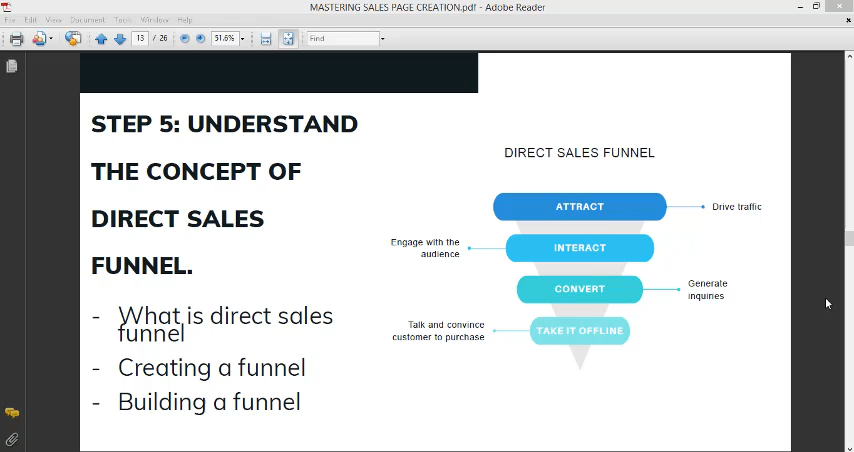 MASTERING SALES PAGE CREATION.pdf - Adobe Reader
File Edit View Document Tools Window Help
13 / 26 51.6% Find
STEP 5: UNDERSTAND
THE CONCEPT OF
DIRECT SALES
FUNNEL.
- What is direct sales
funnel
- Creating a funnel
- Building a funnel
DIRECT SALES FUNNEL
ATTRACT
Drive traffic
Engage with the
audience
INTERACT
CONVERT
Generate
inquiries
Talk and convince
customer to purchase
TAKE IT OFFLINE